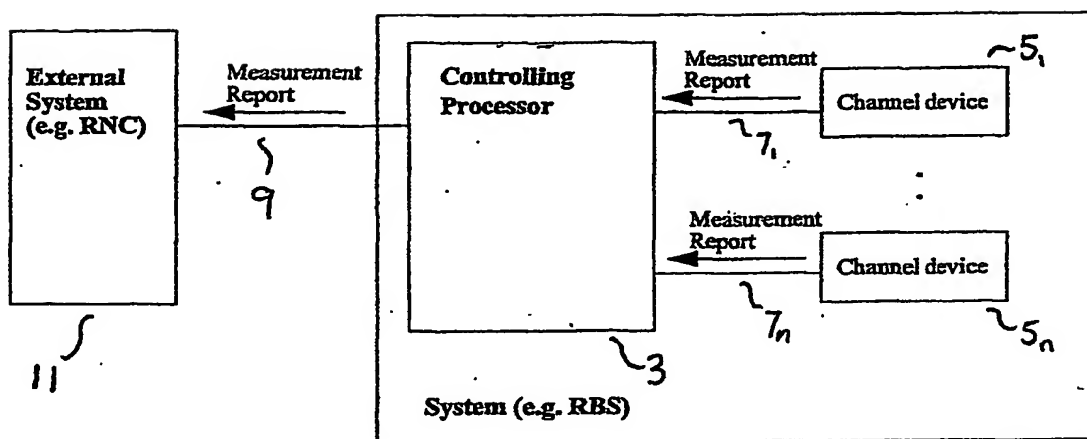 External
System
(e.g. RNC)
11
Measurement
Report
9
Controlling
Processor
3
Measurement
Report
7₁
Channel device
5₁
Measurement
Report
7ₙ
Channel device
5ₙ
System (e.g. RBS)